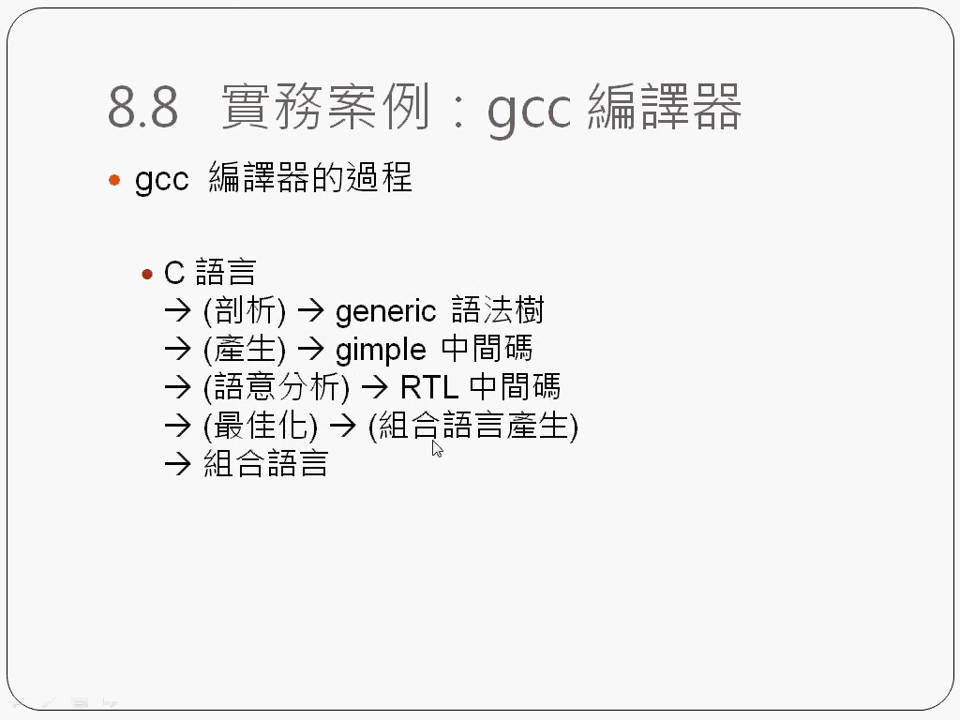 8.8 實務案例：gcc 編譯器
• gcc 編譯器的過程
• C 語言
→ (剖析) → generic 語法樹
→ (產生) → gimple 中間碼
→ (語意分析) → RTL 中間碼
→ (最佳化) → (組合語言產生)
→ 組合語言